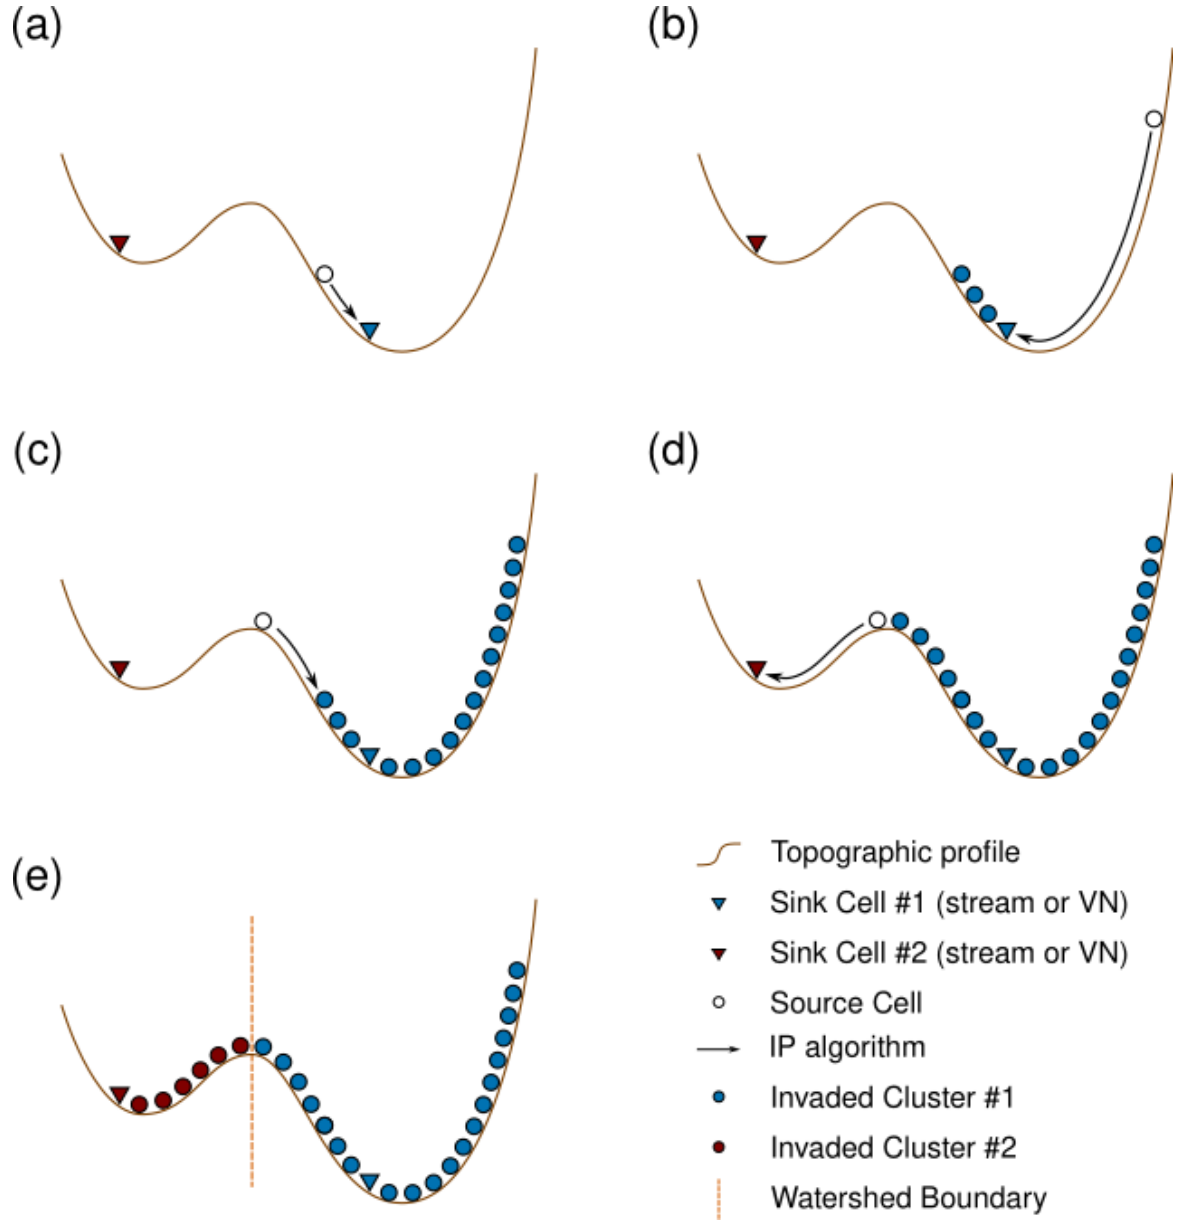 (a)
(b)
(c)
(d)
(e)
Topographic profile
Sink Cell #1 (stream or VN)
Sink Cell #2 (stream or VN)
Source Cell
IP algorithm
Invaded Cluster #1
Invaded Cluster #2
Watershed Boundary